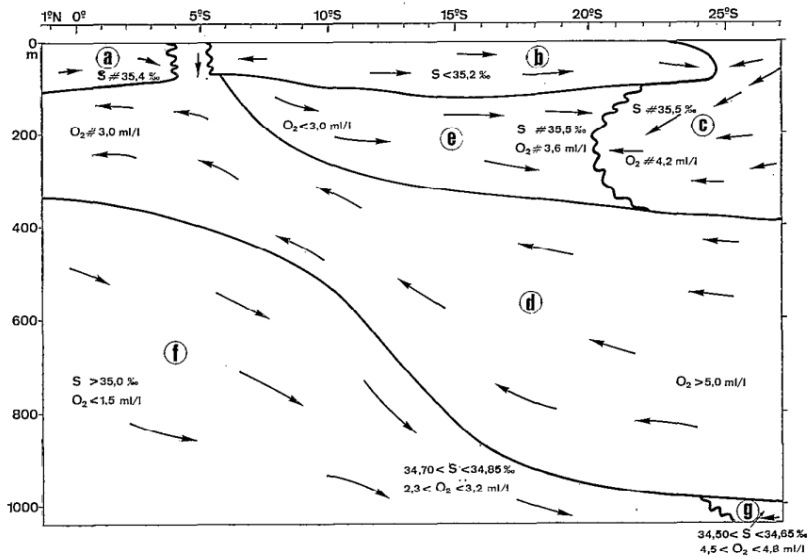 1ºN 0º 5ºS 10ºS 15ºS 20ºS 25ºS
0
m
a
b
S # 35,4 ‰
S < 35,2 ‰
S # 35,5 ‰
c
200
O₂ # 3,0 ml/l
O₂ < 3,0 ml/l
e
S # 35,5 ‰
O₂ # 3,6 ml/l
O₂ # 4,2 ml/l
400
d
600
f
S > 35,0 ‰
O₂ < 1,5 ml/l
O₂ > 5,0 ml/l
800
34,70 < S < 34,85 ‰
2,3 < O₂ < 3,2 ml/l
1000
g
34,50 < S < 34,65 ‰
4,5 < O₂ < 4,8 ml/l